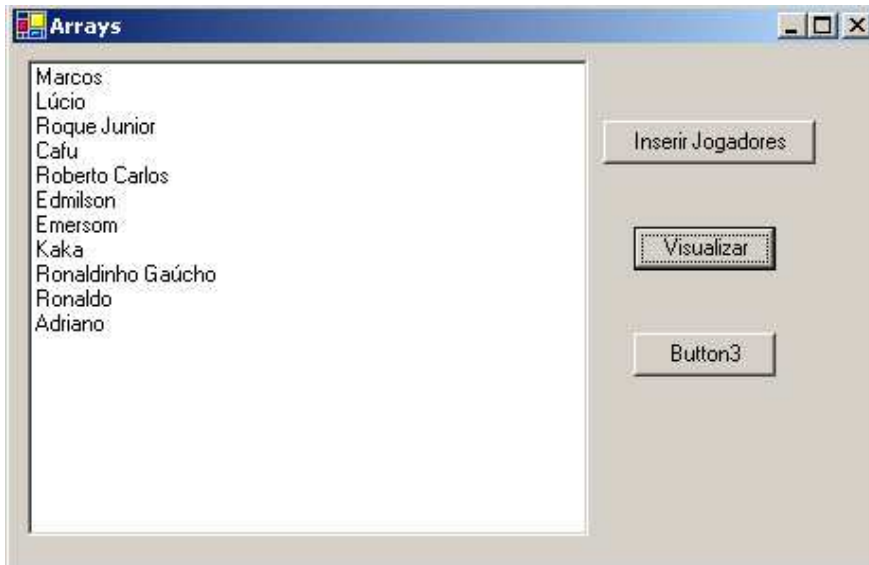 Arrays
Marcos
Lúcio
Roque Junior
Cafu
Roberto Carlos
Edmilson
Emersom
Kaka
Ronaldinho Gaúcho
Ronaldo
Adriano
Inserir Jogadores
Visualizar
Button3